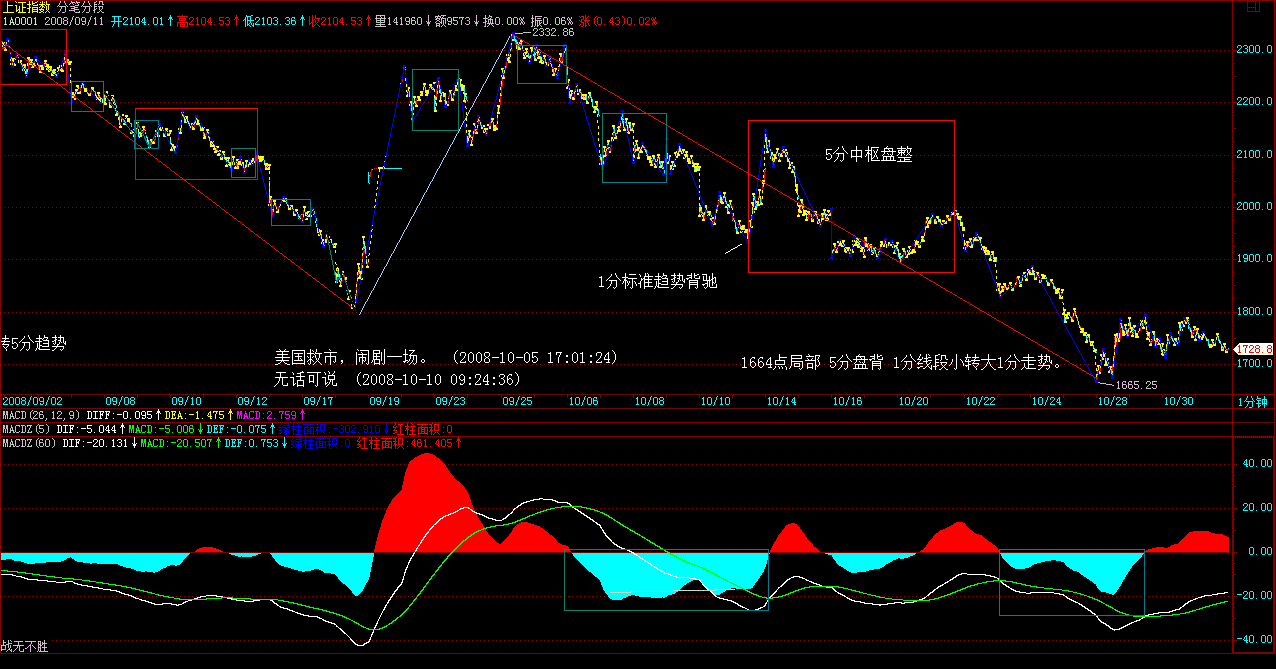 上证指数 分笔分段
1A0001 2008/09/11 开2104.01↑高2104.53↑低2103.36↑收2104.53↑量141960↓额9573↓换0.00% 振0.06% 涨(0.43)0.02%
2332.86
2300.0
2200.0
2100.0
5分中枢盘整
2000.0
1900.0
1分标准趋势背驰
1800.0
转5分趋势
1728.8
美国救市，闹剧一场。 (2008-10-05 17:01:24)
1664点局部 5分盘背 1分线段小转大1分走势。
1700.0
无话可说 (2008-10-10 09:24:36)
1665.25
2008/09/02 09/08 09/10 09/12 09/17 09/19 09/23 09/25 10/06 10/08 10/10 10/14 10/16 10/20 10/22 10/24 10/28 10/30 1分钟
MACD(26,12,9) DIFF:-0.095↑DEA:-1.475↑MACD:2.759↑
MACDZ(5) DIF:-5.044↑MACD:-5.006↓DEF:-0.075↑绿柱面积:-302.910↓红柱面积:0
MACDZ(60) DIF:-20.131↓MACD:-20.507↑DEF:0.753↓绿柱面积:0 红柱面积:481.405↑
40.00
20.00
0.00
-20.00
-40.00
战无不胜